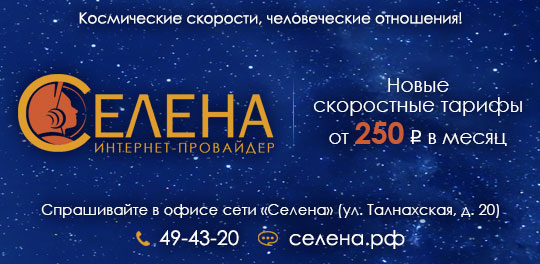 Космические скорости, человеческие отношения!
СЕЛЕНА
ИНТЕРНЕТ-ПРОВАЙДЕР
Новые
скоростные тарифы
от 250 ₽ в месяц
Спрашивайте в офисе сети «Селена» (ул. Талнахская, д. 20)
49-43-20 селена.рф